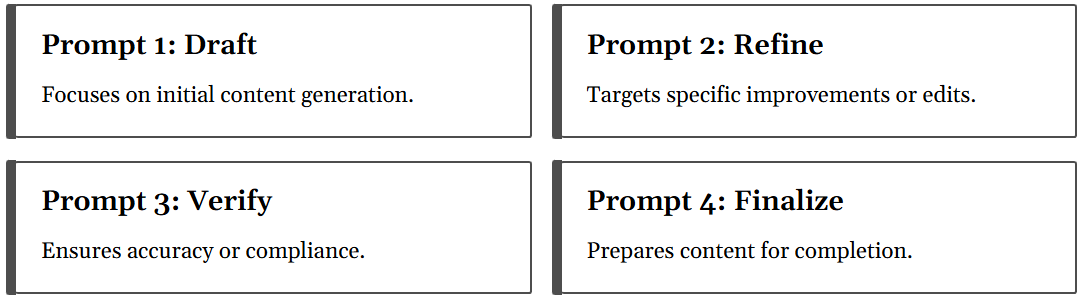 Prompt 1: Draft
Focuses on initial content generation.
Prompt 2: Refine
Targets specific improvements or edits.
Prompt 3: Verify
Ensures accuracy or compliance.
Prompt 4: Finalize
Prepares content for completion.